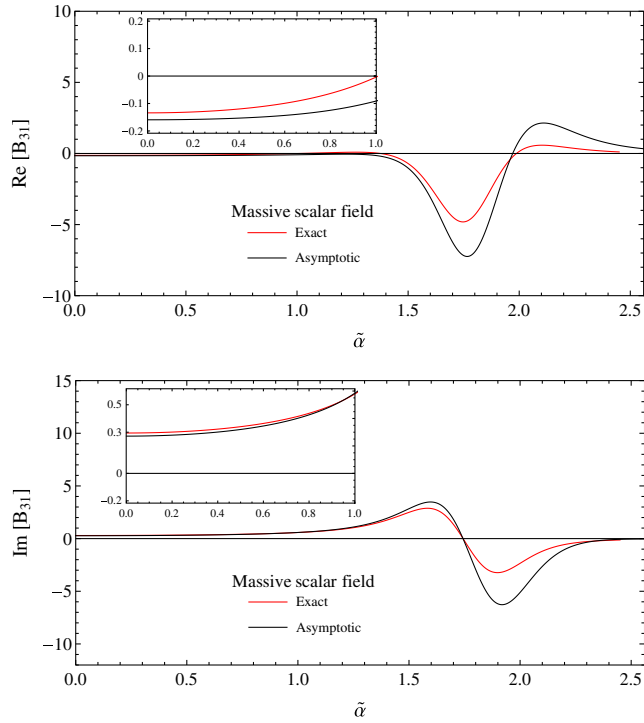 10
5
0
−5
−10
Re [B31]
0.2
0.1
0
−0.1
−0.2
0.0 0.2 0.4 0.6 0.8 1.0
Massive scalar field
Exact
Asymptotic
0.0 0.5 1.0 1.5 2.0 2.5
α̃
15
10
5
0
−5
−10
Im [B31]
0.5
0.3
0
−0.2
0.0 0.2 0.4 0.6 0.8 1.0
Massive scalar field
Exact
Asymptotic
0.0 0.5 1.0 1.5 2.0 2.5
α̃